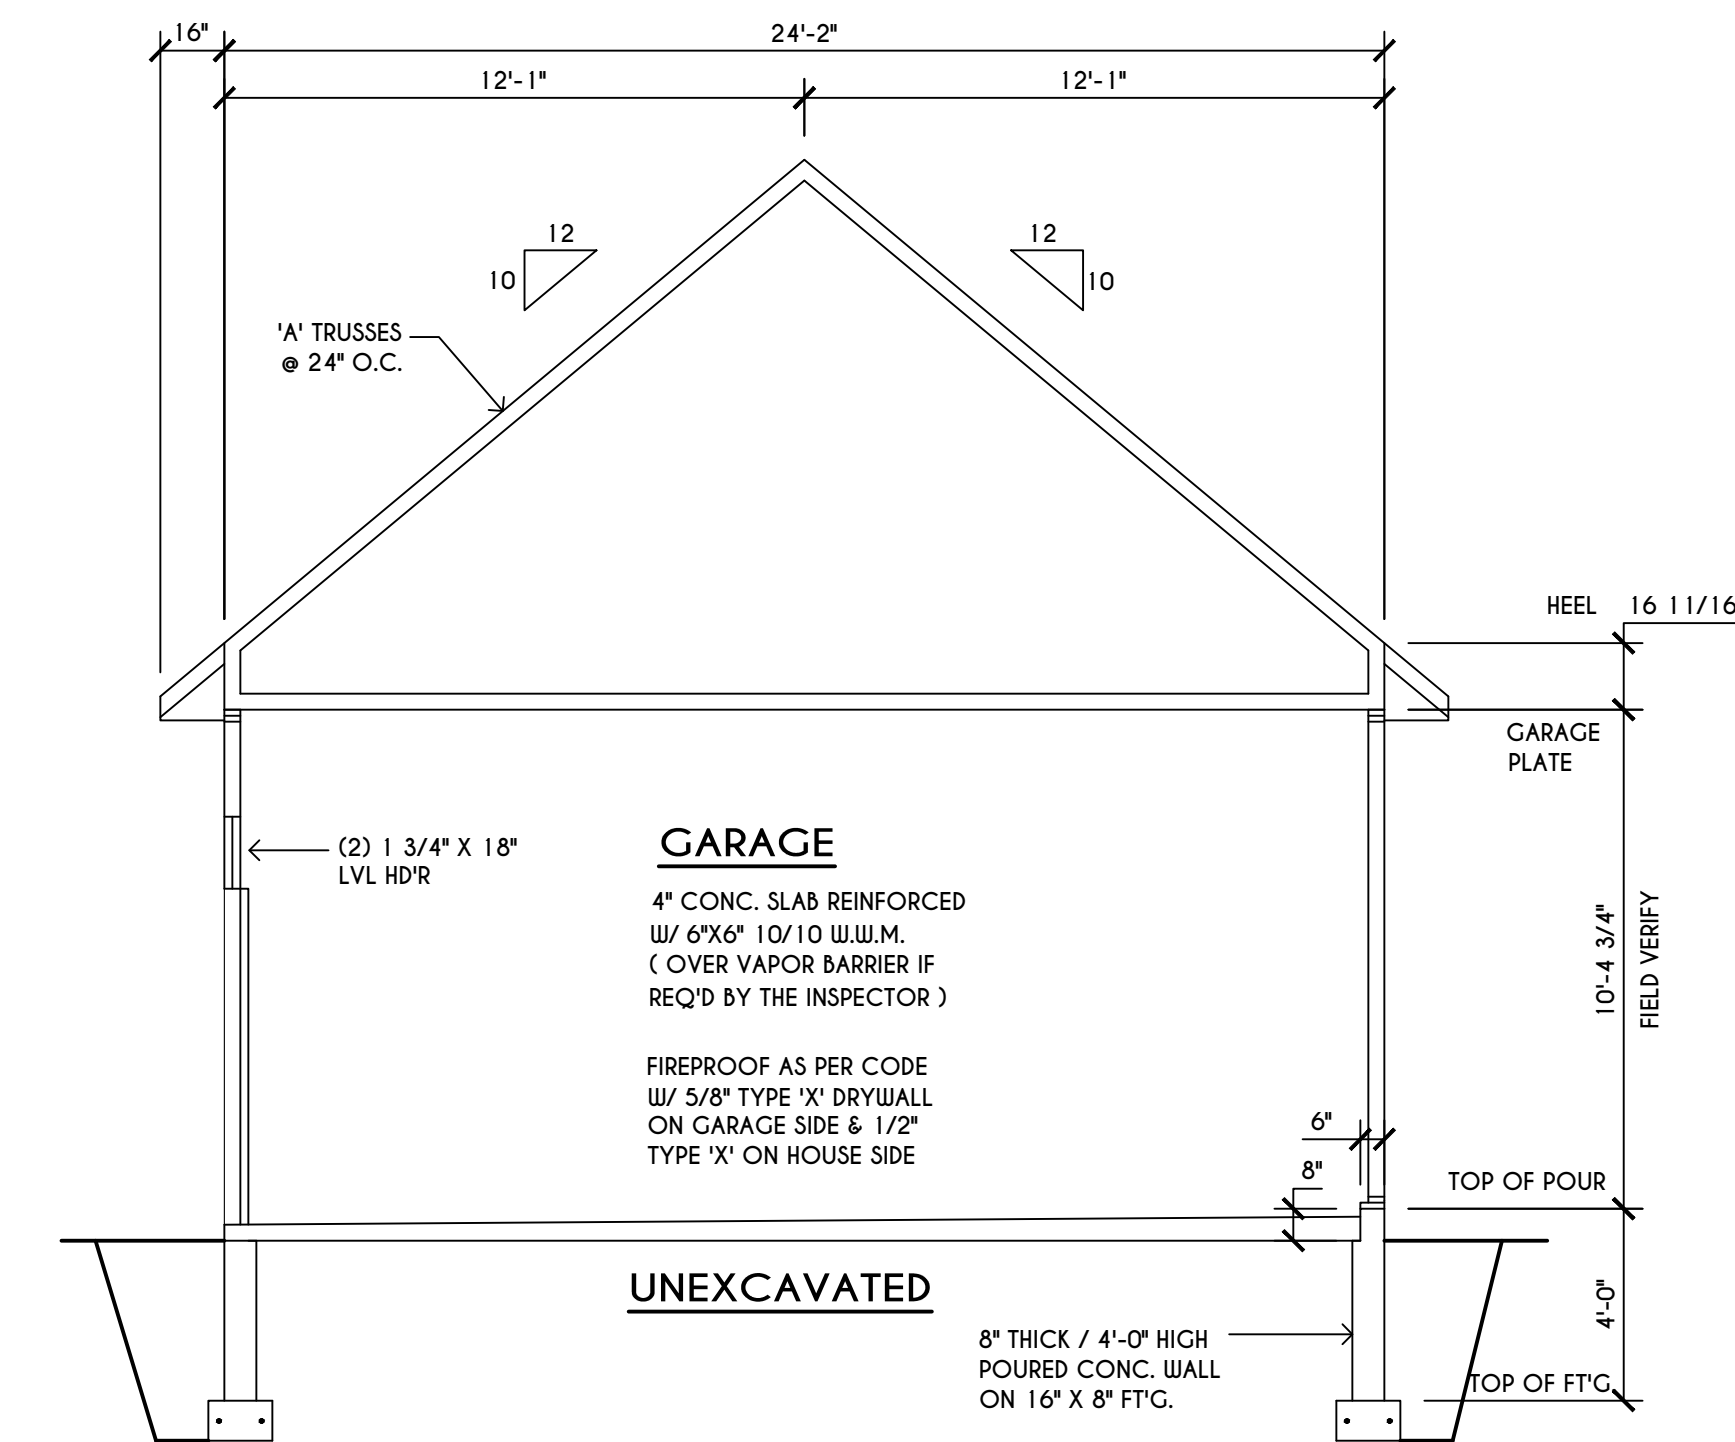 16"
24'-2"
12'-1"
12'-1"
12
10
12
10
'A' TRUSSES
@ 24" O.C.
HEEL
16 11/16
GARAGE
PLATE
(2) 1 3/4" X 18"
LVL HD'R
GARAGE
4" CONC. SLAB REINFORCED
W/ 6"X6" 10/10 W.W.M.
( OVER VAPOR BARRIER IF
REQ'D BY THE INSPECTOR )
FIREPROOF AS PER CODE
W/ 5/8" TYPE 'X' DRYWALL
ON GARAGE SIDE & 1/2"
TYPE 'X' ON HOUSE SIDE
10'-4 3/4"
FIELD VERIFY
6"
8"
TOP OF POUR
UNEXCAVATED
4'-0"
8" THICK / 4'-0" HIGH
POURED CONC. WALL
ON 16" X 8" FT'G.
TOP OF FT'G.